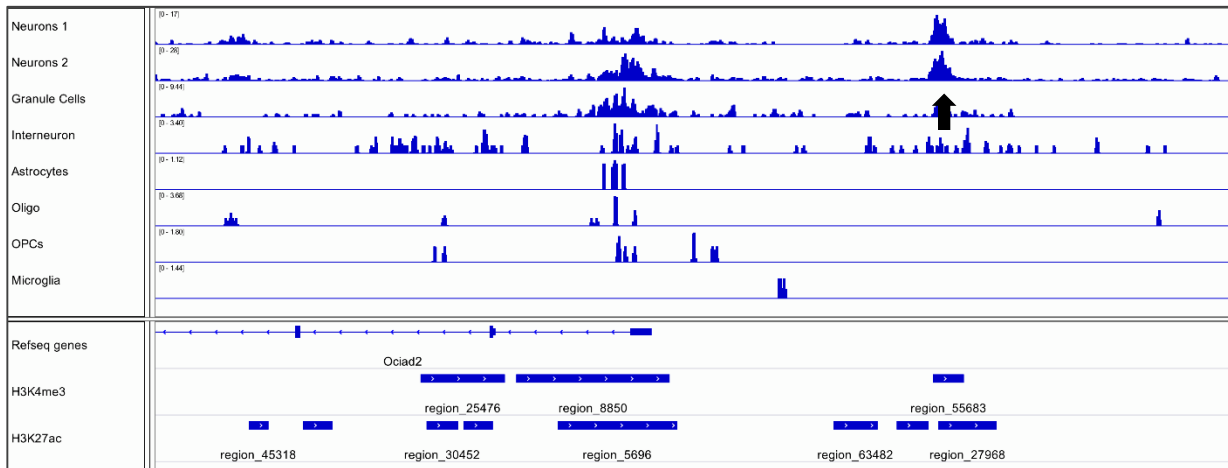 Neurons 1
[0 - 17]
Neurons 2
[0 - 28]
Granule Cells
[0 - 9.44]
Interneuron
[0 - 3.40]
Astrocytes
[0 - 1.12]
Oligo
[0 - 3.66]
OPCs
[0 - 1.80]
Microglia
[0 - 1.44]
Refseq genes
Ociad2
H3K4me3
region_25476 region_8850 region_55683
H3K27ac
region_45318 region_30452 region_5696 region_63482 region_27968